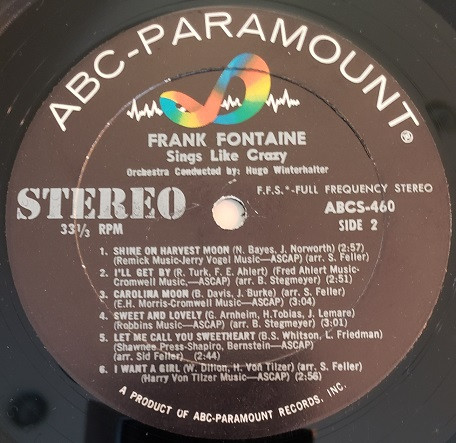 ABC-PARAMOUNT®
FRANK FONTAINE
Sings Like Crazy
Orchestra Conducted by: Hugo Winterhalter
STEREO
33⅓ RPM
F.F.S.*-FULL FREQUENCY STEREO
ABCS-460
SIDE 2
1. SHINE ON HARVEST MOON (N. Bayes, J. Norworth) (2:57)
(Remick Music-Jerry Vogel Music—ASCAP) (arr. S. Feller)
2. I'LL GET BY (R. Turk, F. E. Ahlert) (Fred Ahlert Music-
Cromwell Music,—ASCAP) (arr. B. Stegmeyer) (2:51)
3. CAROLINA MOON (B. Davis, J. Burke) (arr. S. Feller)
(E.H. Morris-Cromwell Music—ASCAP) (3:04)
4. SWEET AND LOVELY (G. Arnheim, H.Tobias, J. Lemare)
(Robbins Music—ASCAP) (arr. B. Stegmeyer) (3:01)
5. LET ME CALL YOU SWEETHEART (B.S. Whitson, L. Friedman)
(Shawnee Press-Shapiro, Bernstein—ASCAP)
(arr. Sid Feller) (2:44)
6. I WANT A GIRL (W. Dillon, H. Von Tilzer) (arr. S. Feller)
(Harry Von Tilzer Music—ASCAP) (2:56)
A PRODUCT OF ABC-PARAMOUNT RECORDS, INC.